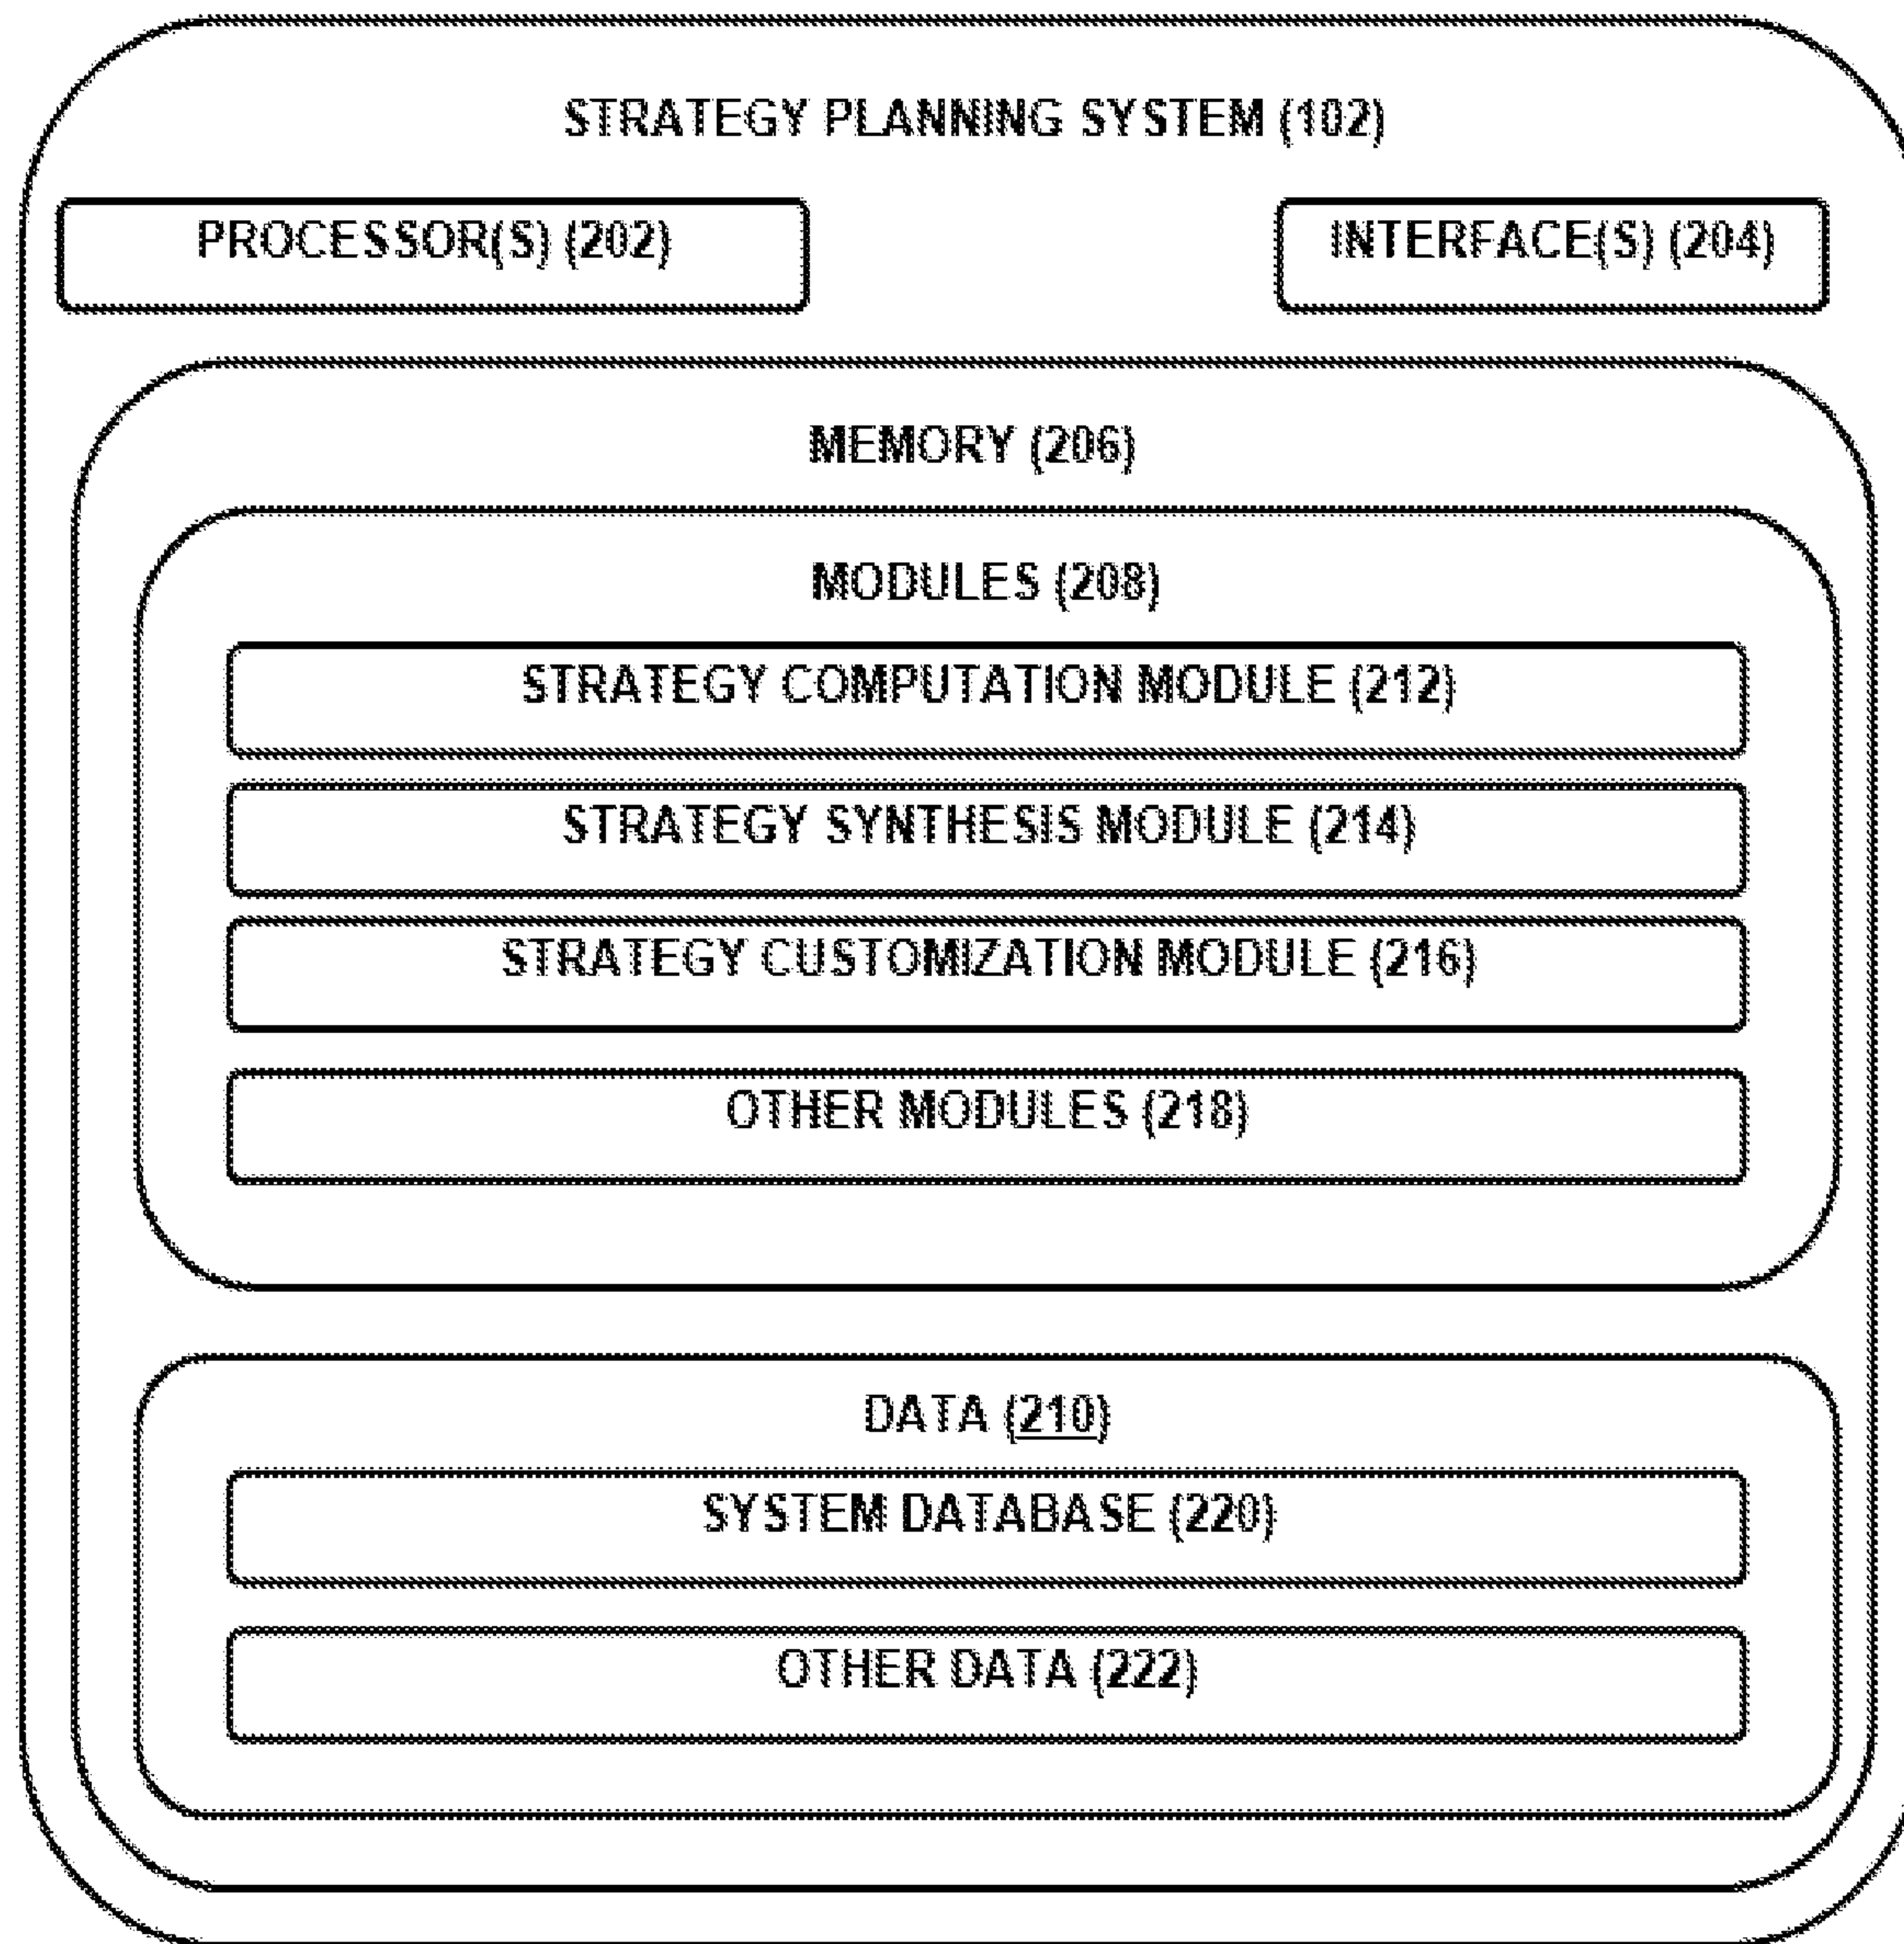 STRATEGY PLANNING SYSTEM (102)
PROCESSOR(S) (202)
INTERFACE(S) (204)
MEMORY (206)
MODULES (208)
STRATEGY COMPUTATION MODULE (212)
STRATEGY SYNTHESIS MODULE (214)
STRATEGY CUSTOMIZATION MODULE (216)
OTHER MODULES (218)
DATA (210)
SYSTEM DATABASE (220)
OTHER DATA (222)